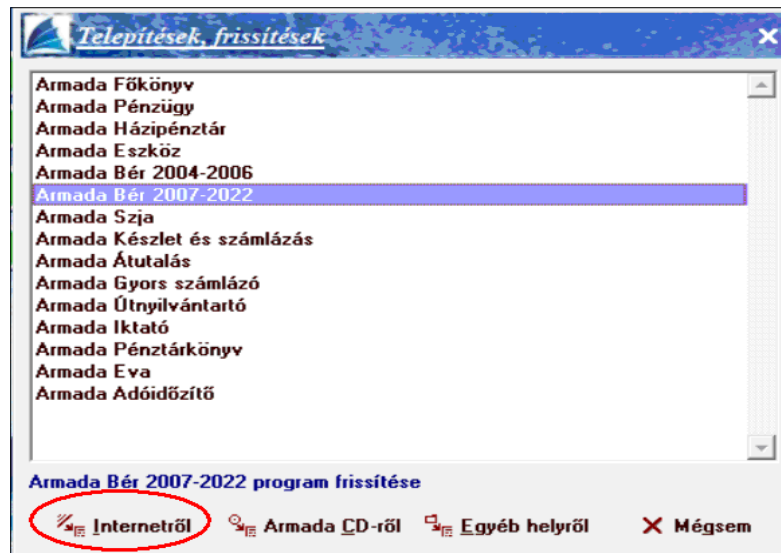 Telepítések, frissítések
Armada Főkönyv
Armada Pénzügy
Armada Házipénztár
Armada Eszköz
Armada Bér 2004-2006
Armada Bér 2007-2022
Armada Szja
Armada Készlet és számlázás
Armada Átutalás
Armada Gyors számlázó
Armada Útnyilvántartó
Armada Iktató
Armada Pénztárkönyv
Armada Eva
Armada Adóidőzítő
Armada Bér 2007-2022 program frissítése
Internetről Armada CD-ről Egyéb helyről Mégsem